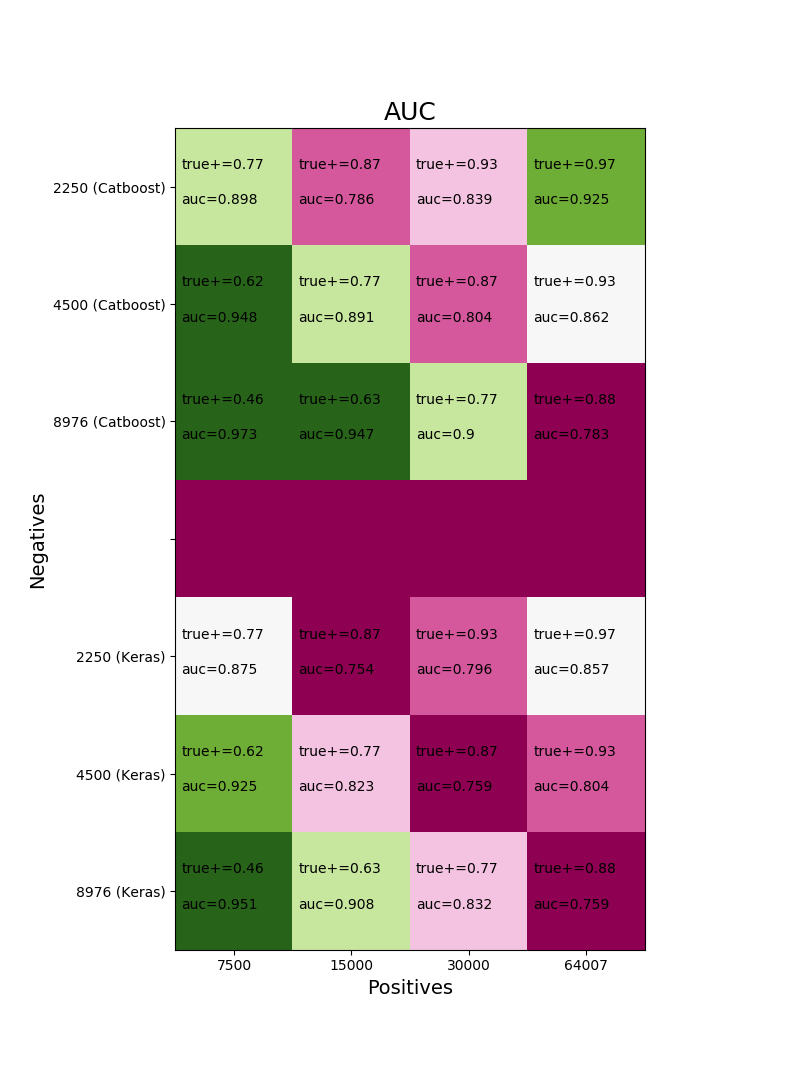 AUC
Negatives
2250 (Catboost)
true+=0.77
auc=0.898
true+=0.87
auc=0.786
true+=0.93
auc=0.839
true+=0.97
auc=0.925
4500 (Catboost)
true+=0.62
auc=0.948
true+=0.77
auc=0.891
true+=0.87
auc=0.804
true+=0.93
auc=0.862
8976 (Catboost)
true+=0.46
auc=0.973
true+=0.63
auc=0.947
true+=0.77
auc=0.9
true+=0.88
auc=0.783
2250 (Keras)
true+=0.77
auc=0.875
true+=0.87
auc=0.754
true+=0.93
auc=0.796
true+=0.97
auc=0.857
4500 (Keras)
true+=0.62
auc=0.925
true+=0.77
auc=0.823
true+=0.87
auc=0.759
true+=0.93
auc=0.804
8976 (Keras)
true+=0.46
auc=0.951
true+=0.63
auc=0.908
true+=0.77
auc=0.832
true+=0.88
auc=0.759
7500
15000
30000
64007
Positives